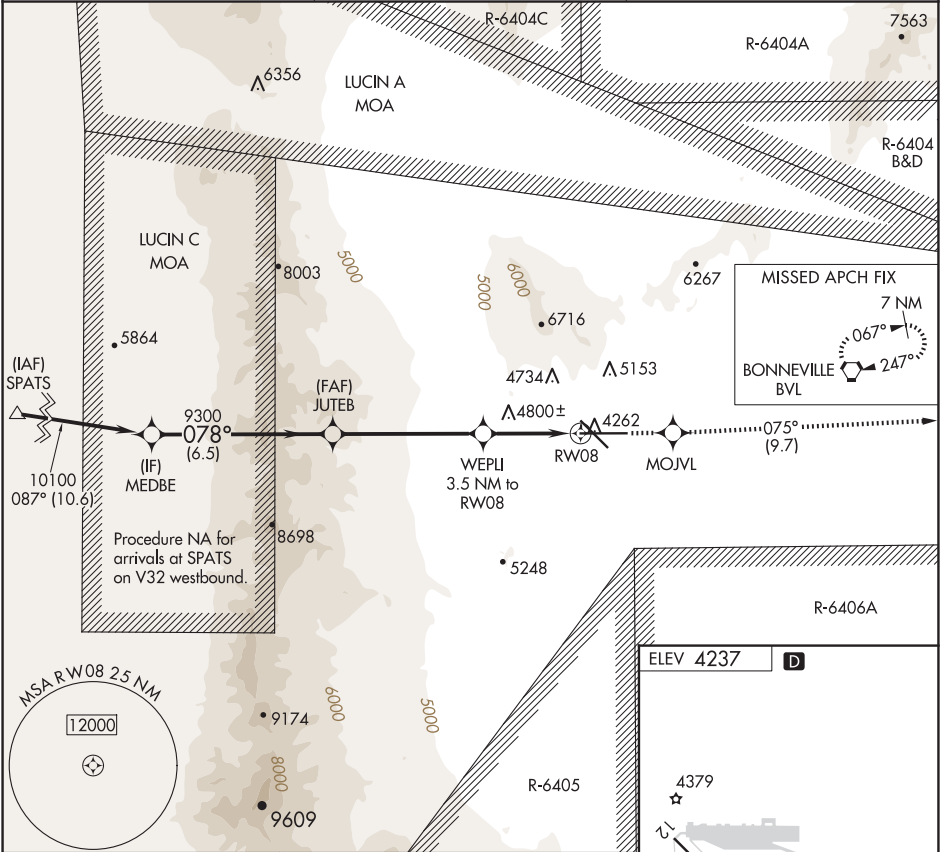 R-6404C
7563
R-6404A
6356
LUCIN A
MOA
R-6404
B&D
LUCIN C
MOA
8003
5000
5000
6000
6267
MISSED APCH FIX
7 NM
067°
247°
BONNEVILLE
BVL
5864
6716
(IAF)
SPATS
(FAF)
JUTEB
4734
5153
9300
078°
(6.5)
4800±
4262
075°
(9.7)
(IF)
MEDBE
WEPLI
3.5 NM to
RW08
RW08
MOJVL
10100
087° (10.6)
8698
Procedure NA for
arrivals at SPATS
on V32 westbound.
5248
R-6406A
ELEV 4237
D
MSA RW08 25 NM
12000
6000
5000
9174
8000
9609
R-6405
4379
12